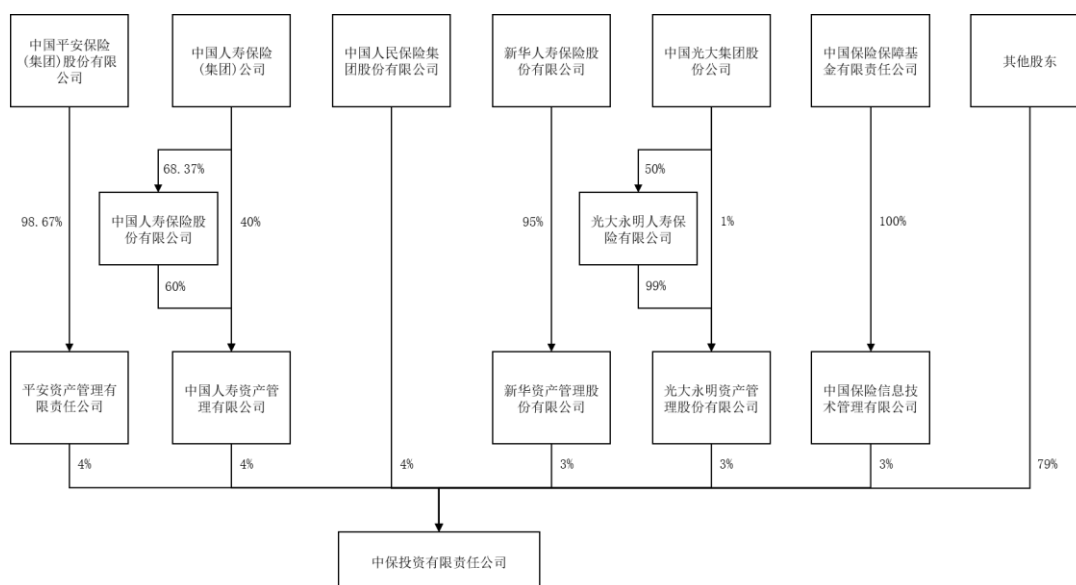 中国平安保险
(集团)股份有限
公司
中国人寿保险
(集团)公司
中国人民保险集
团股份有限公司
新华人寿保险股
份有限公司
中国光大集团股
份公司
中国保险保障基
金有限责任公司
其他股东
68.37%
50%
98.67%
中国人寿保险股
份有限公司
40%
95%
光大永明人寿保
险有限公司
1%
100%
60%
99%
平安资产管理有
限责任公司
中国人寿资产管
理有限公司
新华资产管理股
份有限公司
光大永明资产管
理股份有限公司
中国保险信息技
术管理有限公司
4%
4%
4%
3%
3%
3%
79%
中保投资有限责任公司